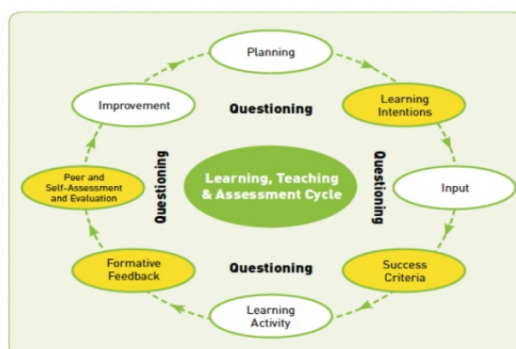 Planning
Learning
Intentions
Input
Success
Criteria
Learning
Activity
Formative
Feedback
Peer and
Self-Assessment
and Evaluation
Improvement
Questioning
Questioning
Questioning
Questioning
Learning, Teaching
& Assessment Cycle